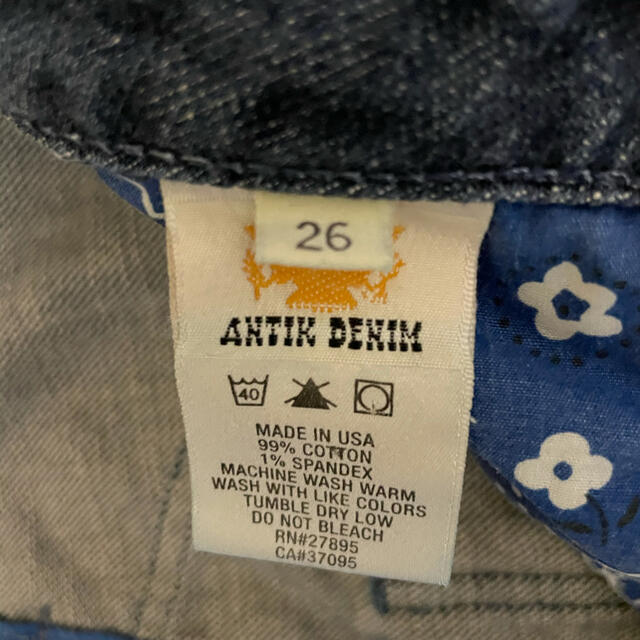 26
ANTIK DENIM
40
MADE IN USA
99% COTTON
1% SPANDEX
MACHINE WASH WARM
WASH WITH LIKE COLORS
TUMBLE DRY LOW
DO NOT BLEACH
RN#27895
CA#37095